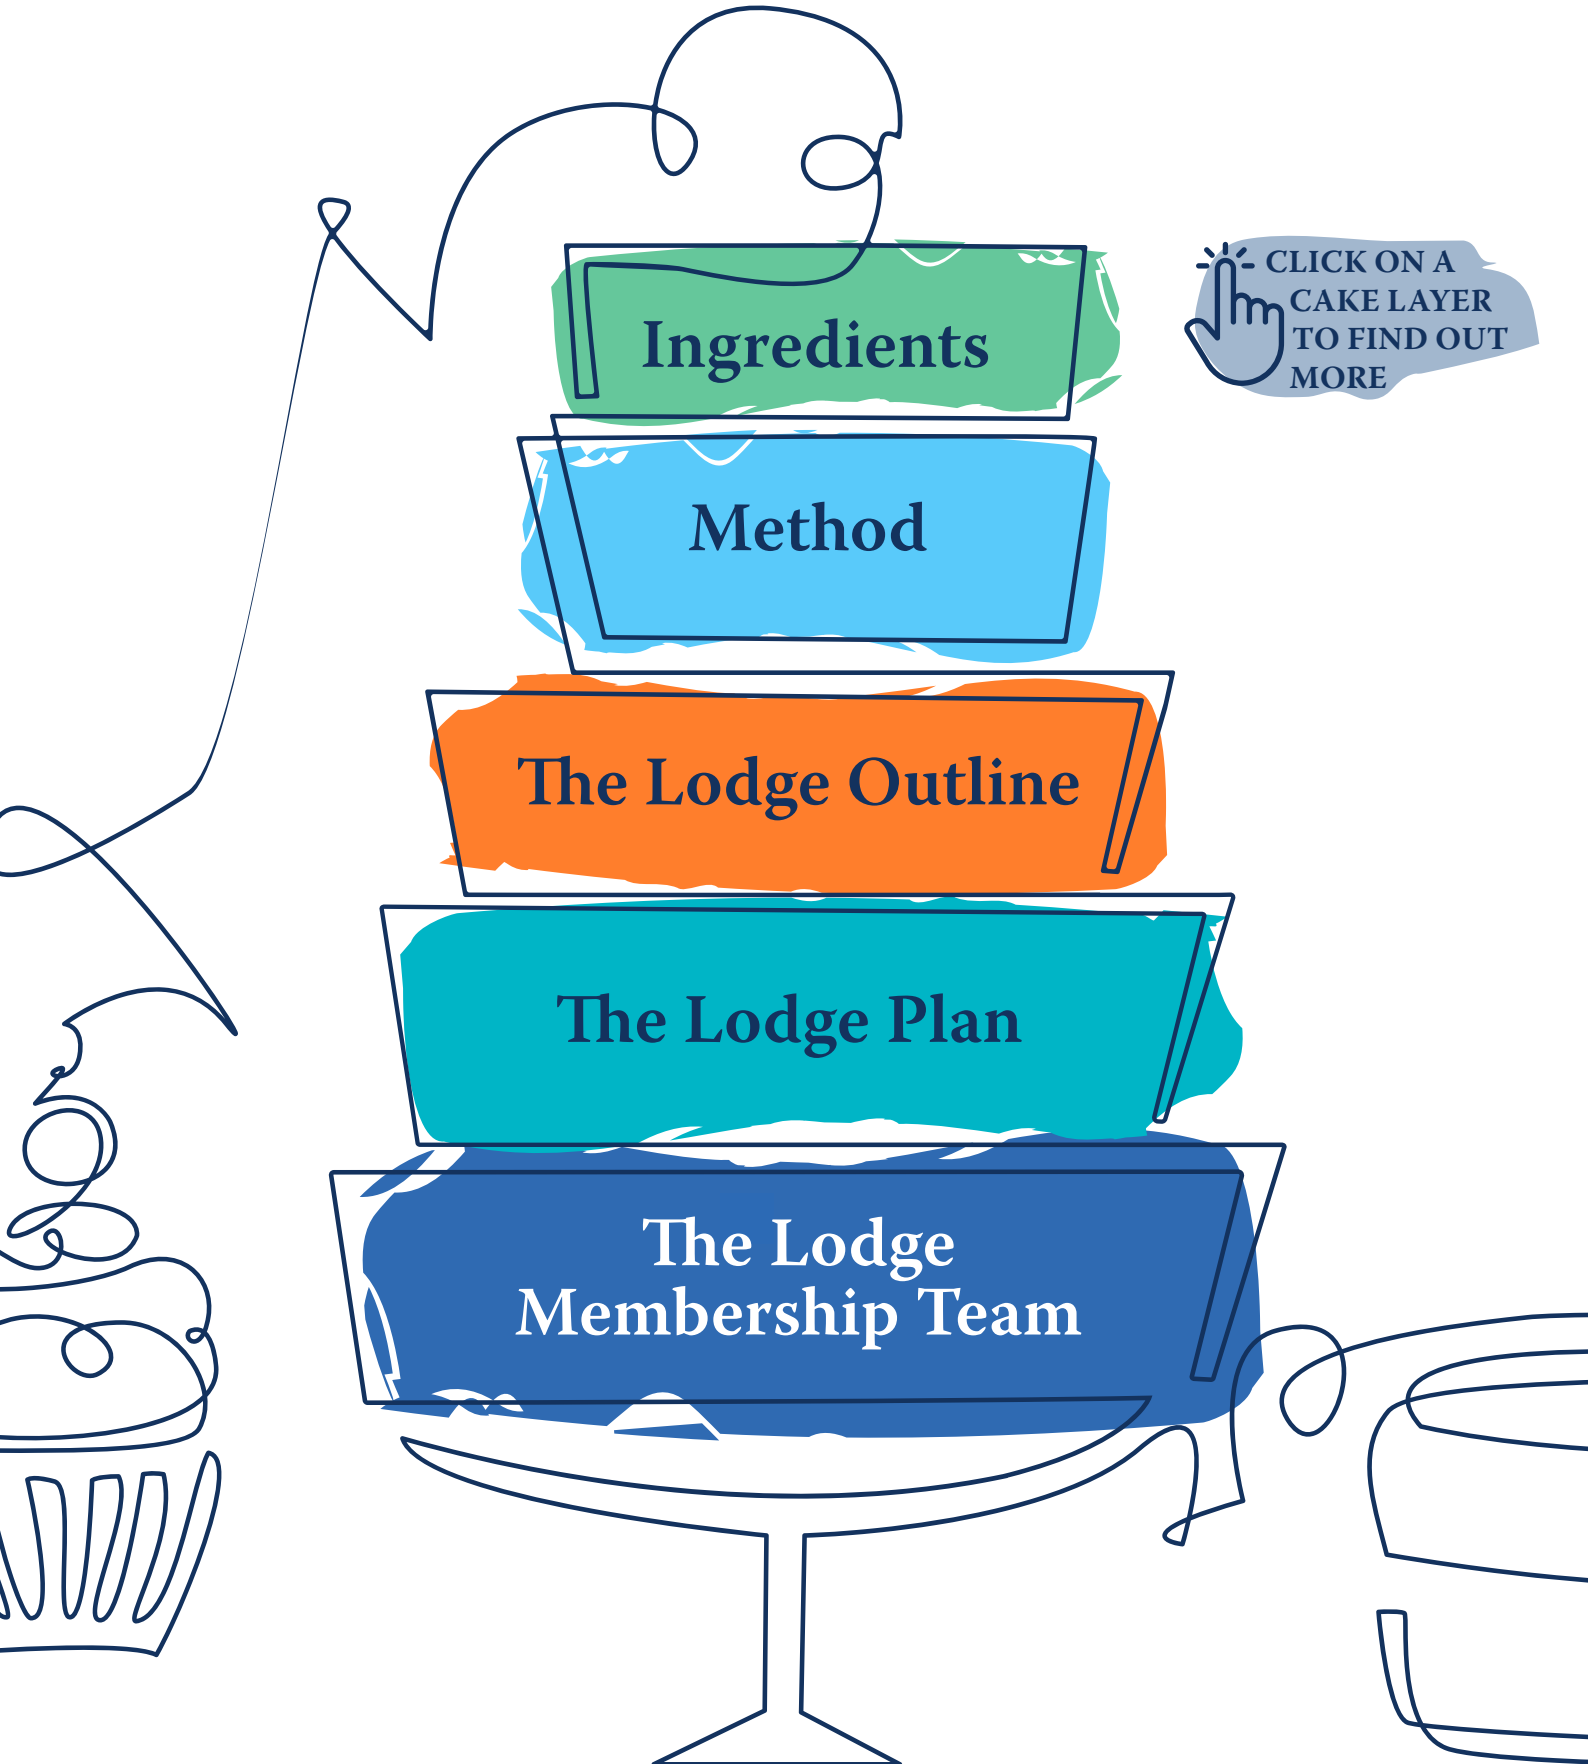 CLICK ON A
CAKE LAYER
TO FIND OUT
MORE
Ingredients
Method
The Lodge Outline
The Lodge Plan
The Lodge
Membership Team